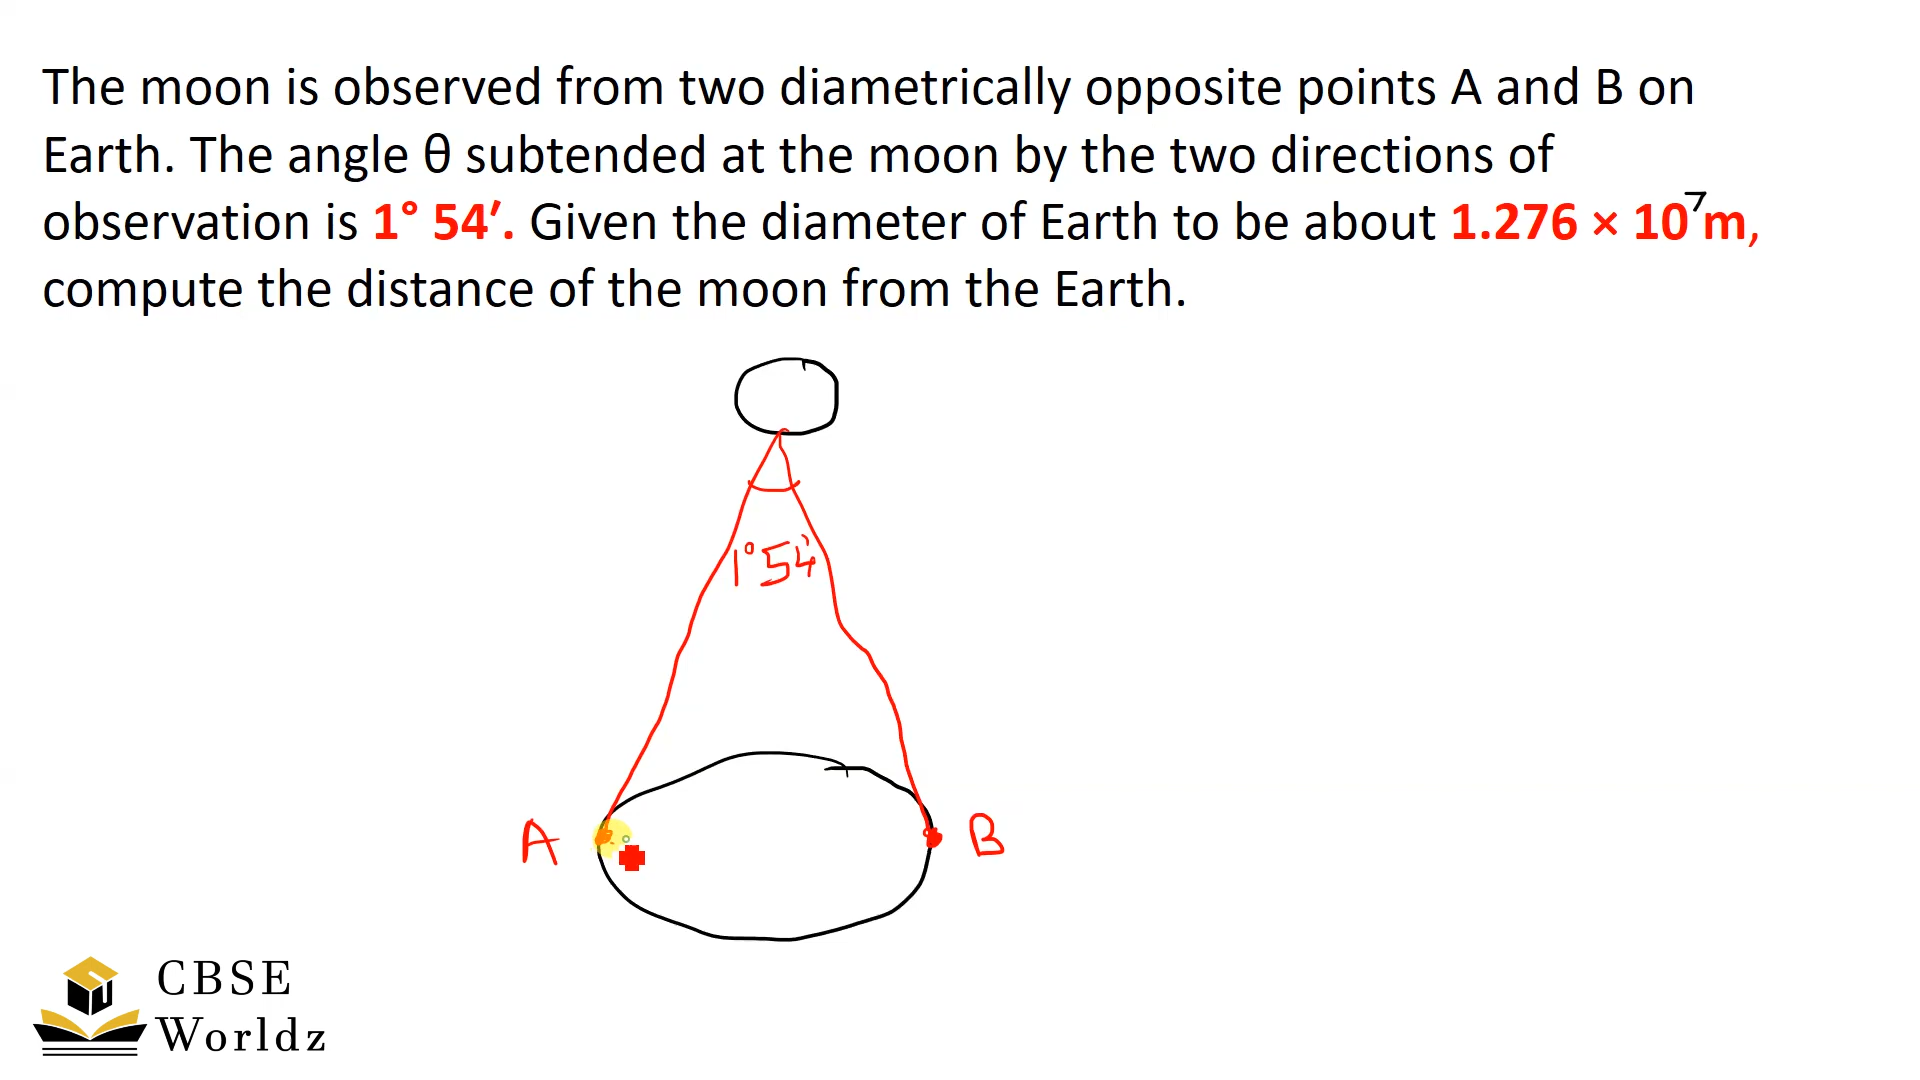 The moon is observed from two diametrically opposite points A and B on
Earth. The angle θ subtended at the moon by the two directions of
observation is 1° 54′. Given the diameter of Earth to be about 1.276 × 10⁷m,
compute the distance of the moon from the Earth.
1°54'
A
B
CBSE
Worldz